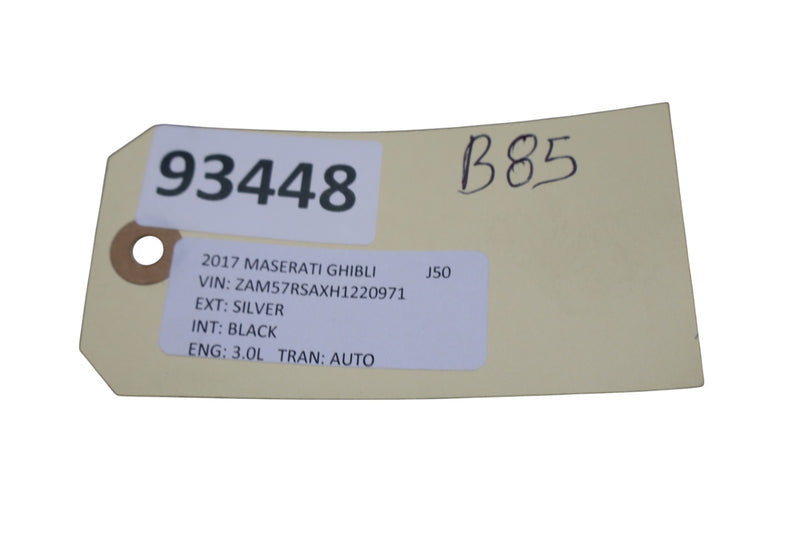 93448
B85
2017 MASERATI GHIBLI J50
VIN: ZAM57RSAXH1220971
EXT: SILVER
INT: BLACK
ENG: 3.0L TRAN: AUTO